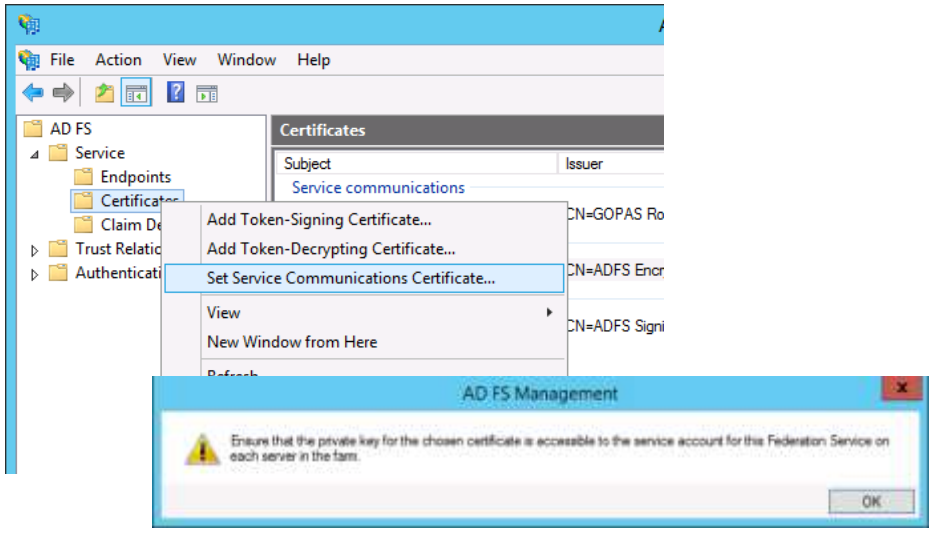 A
File Action View Window Help
AD FS
Service
Endpoints
Certificates
Claim De
Trust Relatio
Authenticati
Certificates
Subject Issuer
Service communications
CN=GOPAS Ro
CN=ADFS Encr
CN=ADFS Signi
Add Token-Signing Certificate...
Add Token-Decrypting Certificate...
Set Service Communications Certificate...
View
New Window from Here
Refresh
AD FS Management
Ensure that the private key for the chosen certificate is accessible to the service account for this Federation Service on
each server in the farm.
OK